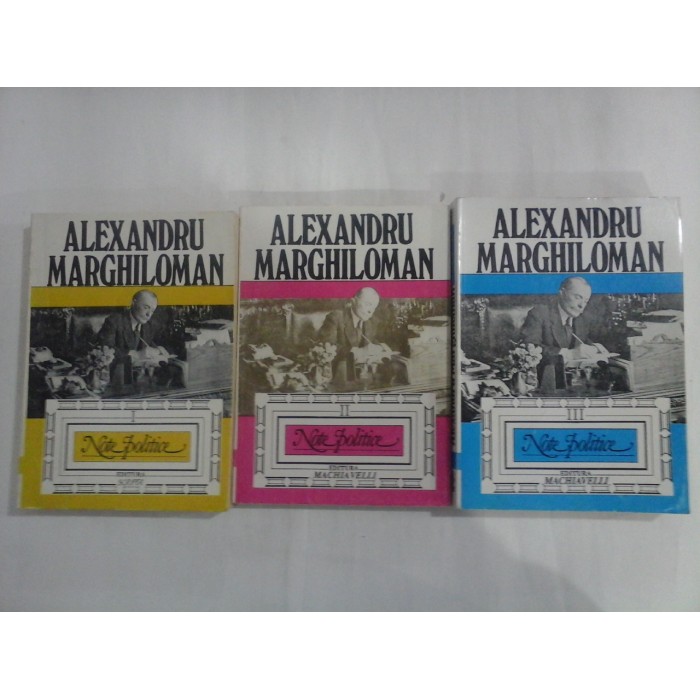 ALEXANDRU
MARGHILOMAN
I
Note politice
EDITURA
SCRIPTA
ALEXANDRU
MARGHILOMAN
II
Note politice
EDITURA
MACHIAVELLI
ALEXANDRU
MARGHILOMAN
III
Note politice
EDITURA
MACHIAVELLI